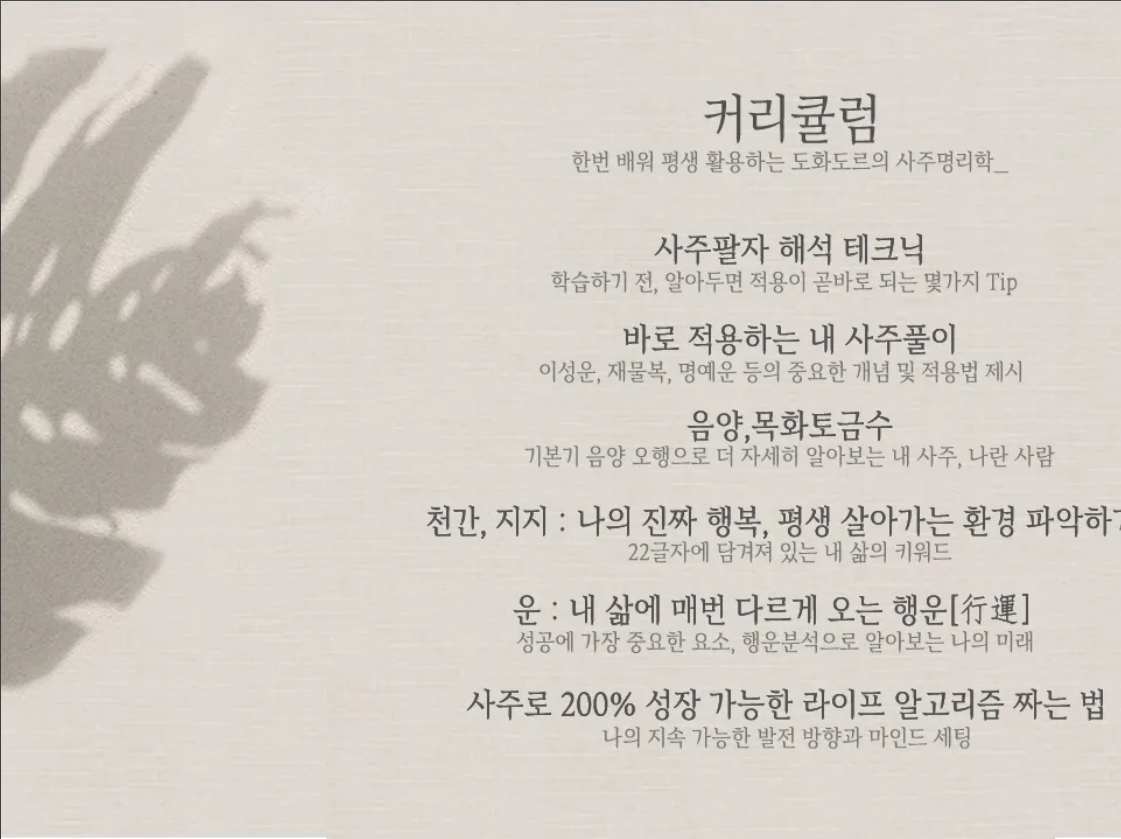 커리큘럼
한번 배워 평생 활용하는 도화도르의 사주명리학_
사주팔자 해석 테크닉
학습하기 전, 알아두면 적용이 곧바로 되는 몇가지 Tip
바로 적용하는 내 사주풀이
이성운, 재물복, 명예운 등의 중요한 개념 및 적용법 제시
음양,목화토금수
기본기 음양 오행으로 더 자세히 알아보는 내 사주, 나란 사람
천간, 지지 : 나의 진짜 행복, 평생 살아가는 환경 파악하
22글자에 담겨져 있는 내 삶의 키워드
운 : 내 삶에 매번 다르게 오는 행운[行運]
성공에 가장 중요한 요소, 행운분석으로 알아보는 나의 미래
사주로 200% 성장 가능한 라이프 알고리즘 짜는 법
나의 지속 가능한 발전 방향과 마인드 세팅